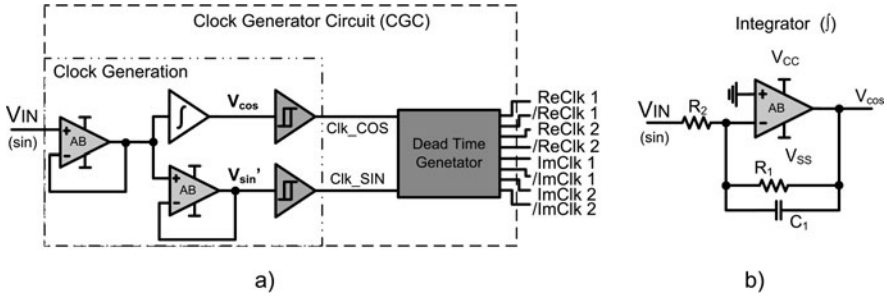 Clock Generator Circuit (CGC)
Clock Generation
VIN
(sin)
+
-
AB
∫
Vcos
Clk_COS
+
-
AB
Vsin'
Clk_SIN
Dead Time
Genetator
ReClk 1
/ReClk 1
ReClk 2
/ReClk 2
ImClk 1
/ImClk 1
ImClk 2
/ImClk 2
a)
Integrator (∫)
VCC
VIN
(sin)
R2
+
-
AB
Vcos
VSS
R1
C1
b)